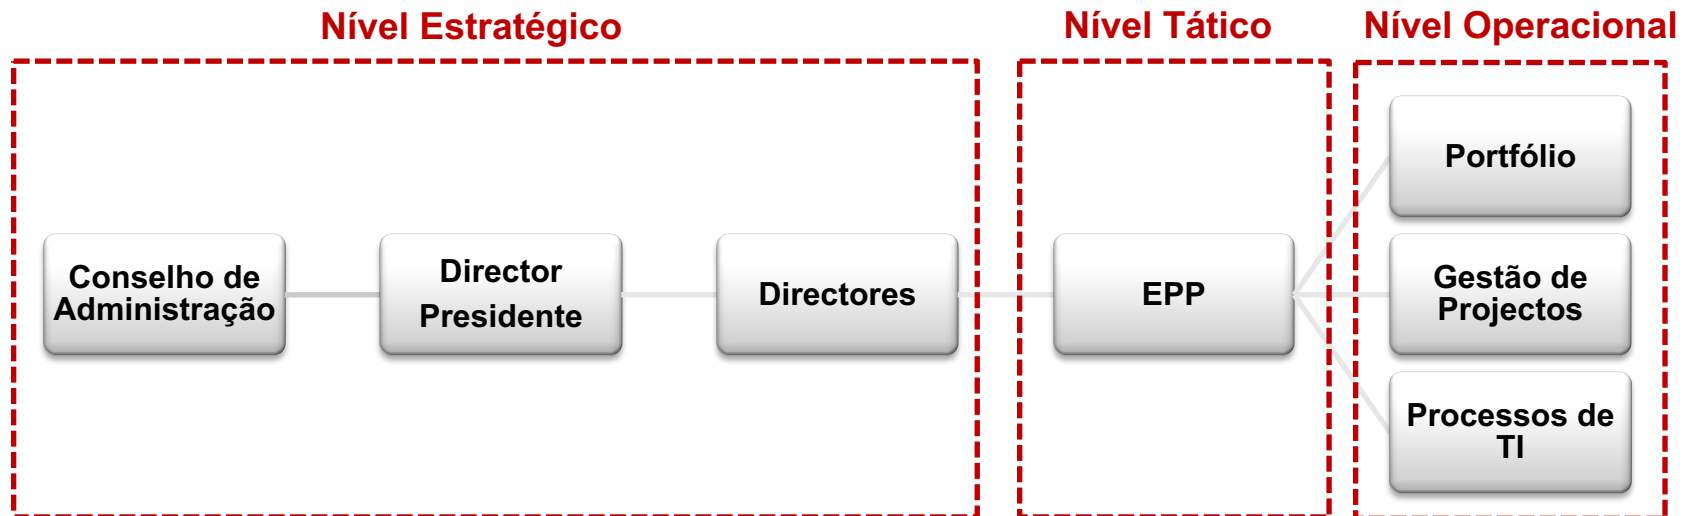 Nível Estratégico
Nível Tático
Nível Operacional
Conselho de
Administração
Director
Presidente
Directores
EPP
Portfólio
Gestão de
Projectos
Processos de
TI